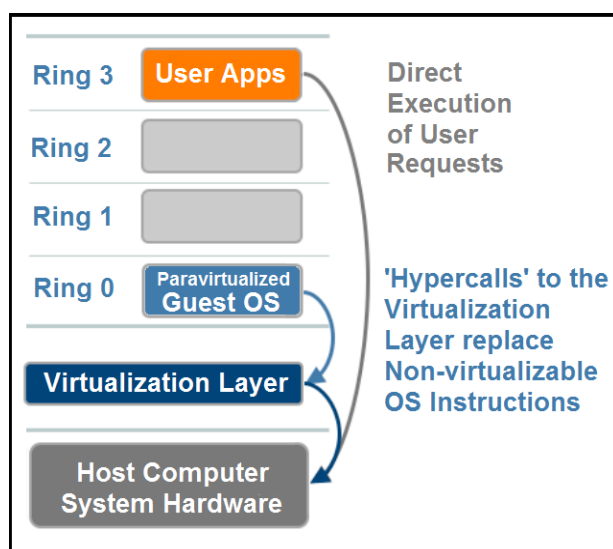 Ring 3
User Apps
Direct
Execution
of User
Requests
Ring 2
Ring 1
Ring 0
Paravirtualized
Guest OS
'Hypercalls' to the
Virtualization
Layer replace
Non-virtualizable
OS Instructions
Virtualization Layer
Host Computer
System Hardware